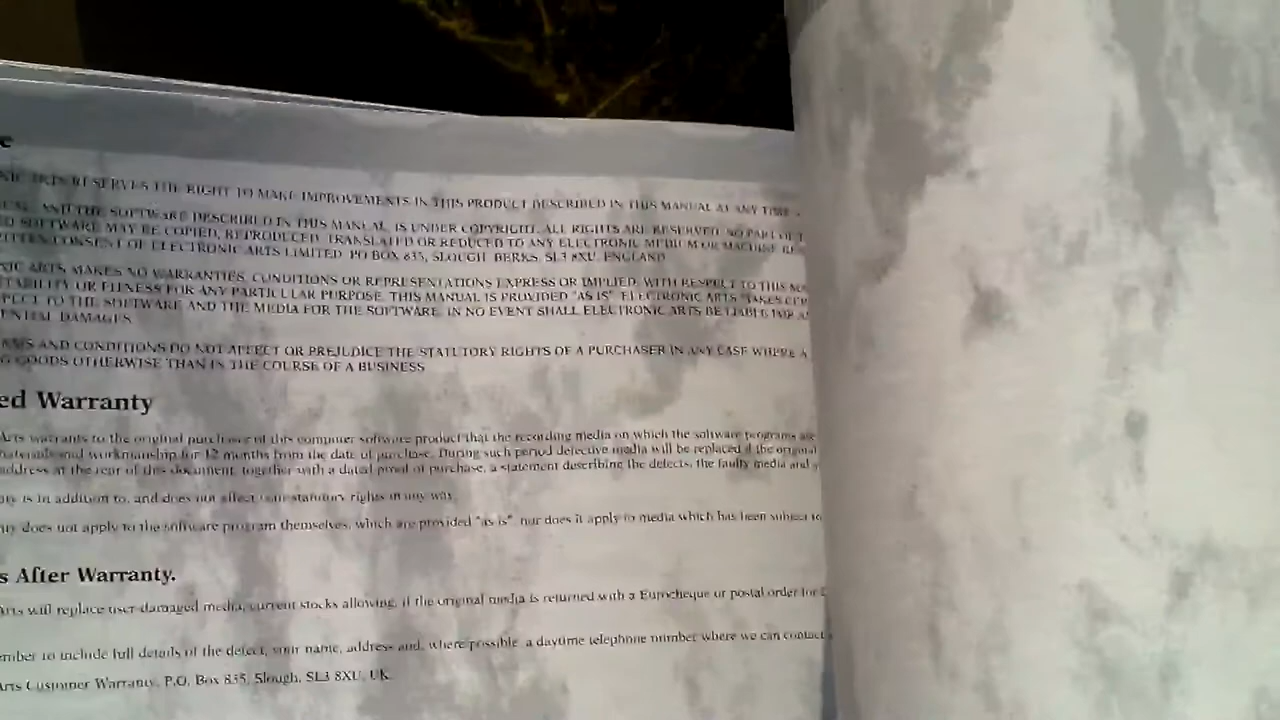 ARTS RESERVES THE RIGHT TO MAKE IMPROVEMENTS IN THIS PRODUCT DESCRIBED IN THIS MANUAL AT ANY TIME
AND THE SOFTWARE DESCRIBED IN THIS MANUAL IS UNDER COPYRIGHT. ALL RIGHTS ARE RESERVED. NO PART OF
SOFTWARE MAY BE COPIED, REPRODUCED, TRANSLATED OR REDUCED TO ANY ELECTRONIC MEDIUM OR MACHINE
CONSENT OF ELECTRONIC ARTS LIMITED, PO BOX 835, SLOUGH, BERKS, SL3 8XU, ENGLAND
ARTS MAKES NO WARRANTIES, CONDITIONS OR REPRESENTATIONS EXPRESS OR IMPLIED, WITH RESPECT TO THIS
OR FITNESS FOR ANY PARTICULAR PURPOSE. THIS MANUAL IS PROVIDED "AS IS" ELECTRONIC ARTS MAKES
TO THE SOFTWARE AND THE MEDIA FOR THE SOFTWARE. IN NO EVENT SHALL ELECTRONIC ARTS BE LIABLE FOR
DAMAGES
AND CONDITIONS DO NOT AFFECT OR PREJUDICE THE STATUTORY RIGHTS OF A PURCHASER IN ANY CASE WHERE A
GOODS OTHERWISE THAN IN THE COURSE OF A BUSINESS
ed Warranty
Arts warrants to the original purchaser of this computer software product that the recording media on which the software programs are
and workmanship for 12 months from the date of purchase. During such period defective media will be replaced if the original
address at the rear of this document, together with a dated proof of purchase, a statement describing the defects, the faulty media and
is in addition to, and does not affect your statutory rights in any way.
does not apply to the software program themselves, which are provided "as is", nor does it apply to media which has been subject to
s After Warranty.
Arts will replace user-damaged media, current stocks allowing, if the original media is returned with a Eurocheque or postal order for
to include full details of the defect, your name, address and, where possible, a daytime telephone number where we can contact
Arts Customer Warranty, P.O. Box 835, Slough, SL3 8XU, UK.